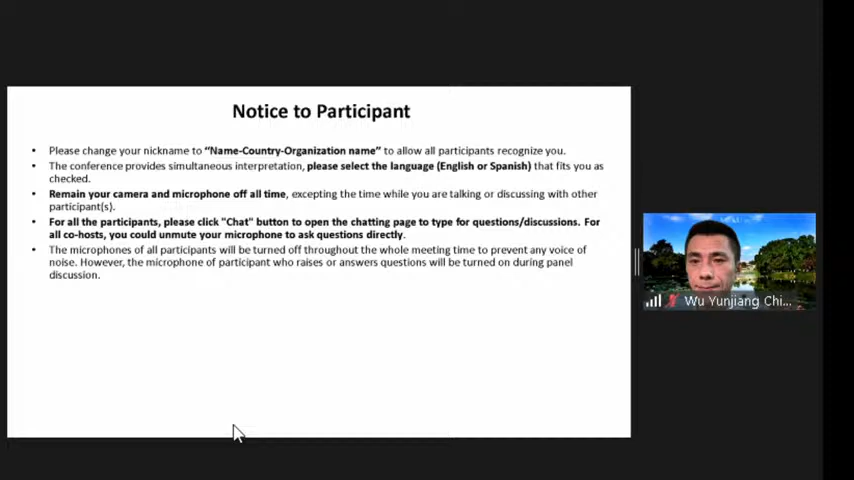 Notice to Participant
• Please change your nickname to “Name-Country-Organization name” to allow all participants recognize you.
• The conference provides simultaneous interpretation, please select the language (English or Spanish) that fits you as
checked.
• Remain your camera and microphone off all time, excepting the time while you are talking or discussing with other
participant(s).
• For all the participants, please click "Chat" button to open the chatting page to type for questions/discussions. For
all co-hosts, you could unmute your microphone to ask questions directly.
• The microphones of all participants will be turned off throughout the whole meeting time to prevent any voice of
noise. However, the microphone of participant who raises or answers questions will be turned on during panel
discussion.
Wu Yunjiang Chi...